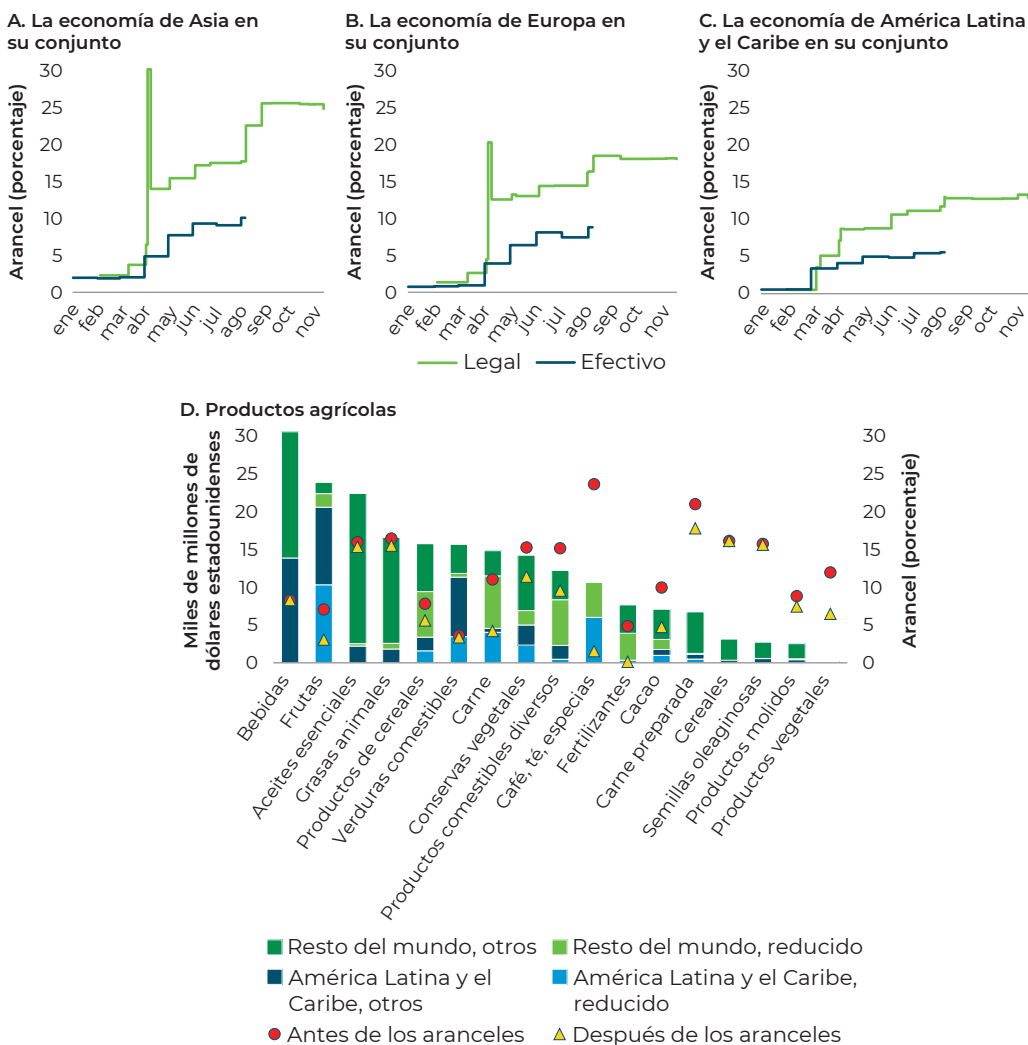 A. La economía de Asia en
su conjunto
Arancel (porcentaje)
30
25
20
15
10
5
0
ene
feb
mar
abr
may
jun
jul
ago
sep
oct
nov
B. La economía de Europa en
su conjunto
Arancel (porcentaje)
30
25
20
15
10
5
0
ene
feb
mar
abr
may
jun
jul
ago
sep
oct
nov
C. La economía de América Latina
y el Caribe en su conjunto
Arancel (porcentaje)
30
25
20
15
10
5
0
ene
feb
mar
abr
may
jun
jul
ago
sep
oct
nov
Legal
Efectivo
D. Productos agrícolas
Miles de millones de
dólares estadounidenses
30
25
20
15
10
5
0
30
25
20
15
10
5
0
Arancel (porcentaje)
Bebidas
Frutas
Aceites esenciales
Grasas animales
Productos de cereales
Verduras comestibles
Carne
Conservas vegetales
Productos comestibles diversos
Café, té, especias
Fertilizantes
Cacao
Carne preparada
Cereales
Semillas oleaginosas
Productos molidos
Productos vegetales
Resto del mundo, otros
Resto del mundo, reducido
América Latina y el
Caribe, otros
América Latina y el Caribe,
reducido
Antes de los aranceles
Después de los aranceles